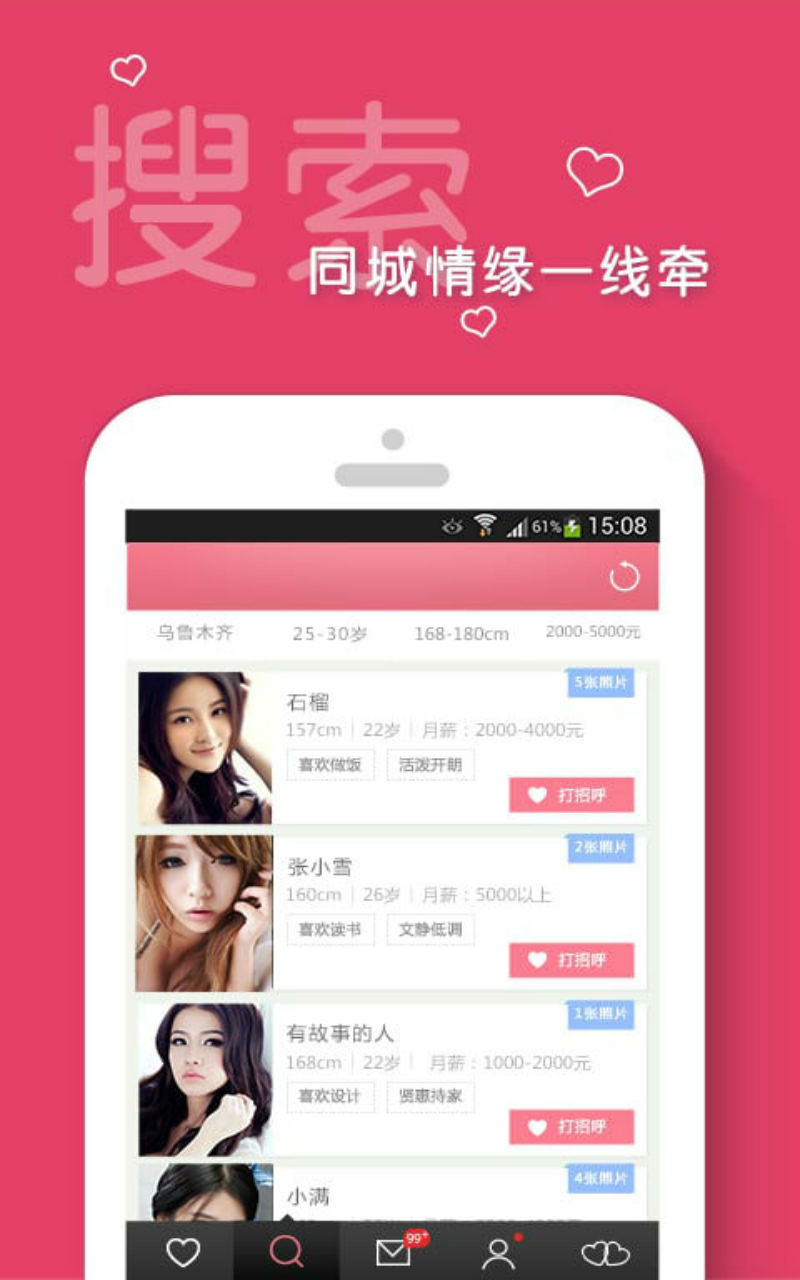 搜索
同城情缘一线牵
61% 15:08
乌鲁木齐 25-30岁 168-180cm 2000-5000元
5张照片
石榴
157cm 22岁 月薪：2000-4000元
喜欢做饭 活泼开朗
打招呼
2张照片
张小雪
160cm 26岁 月薪：5000以上
喜欢读书 文静低调
打招呼
1张照片
有故事的人
168cm 22岁 月薪：1000-2000元
喜欢设计 贤惠持家
打招呼
4张照片
小满
99+